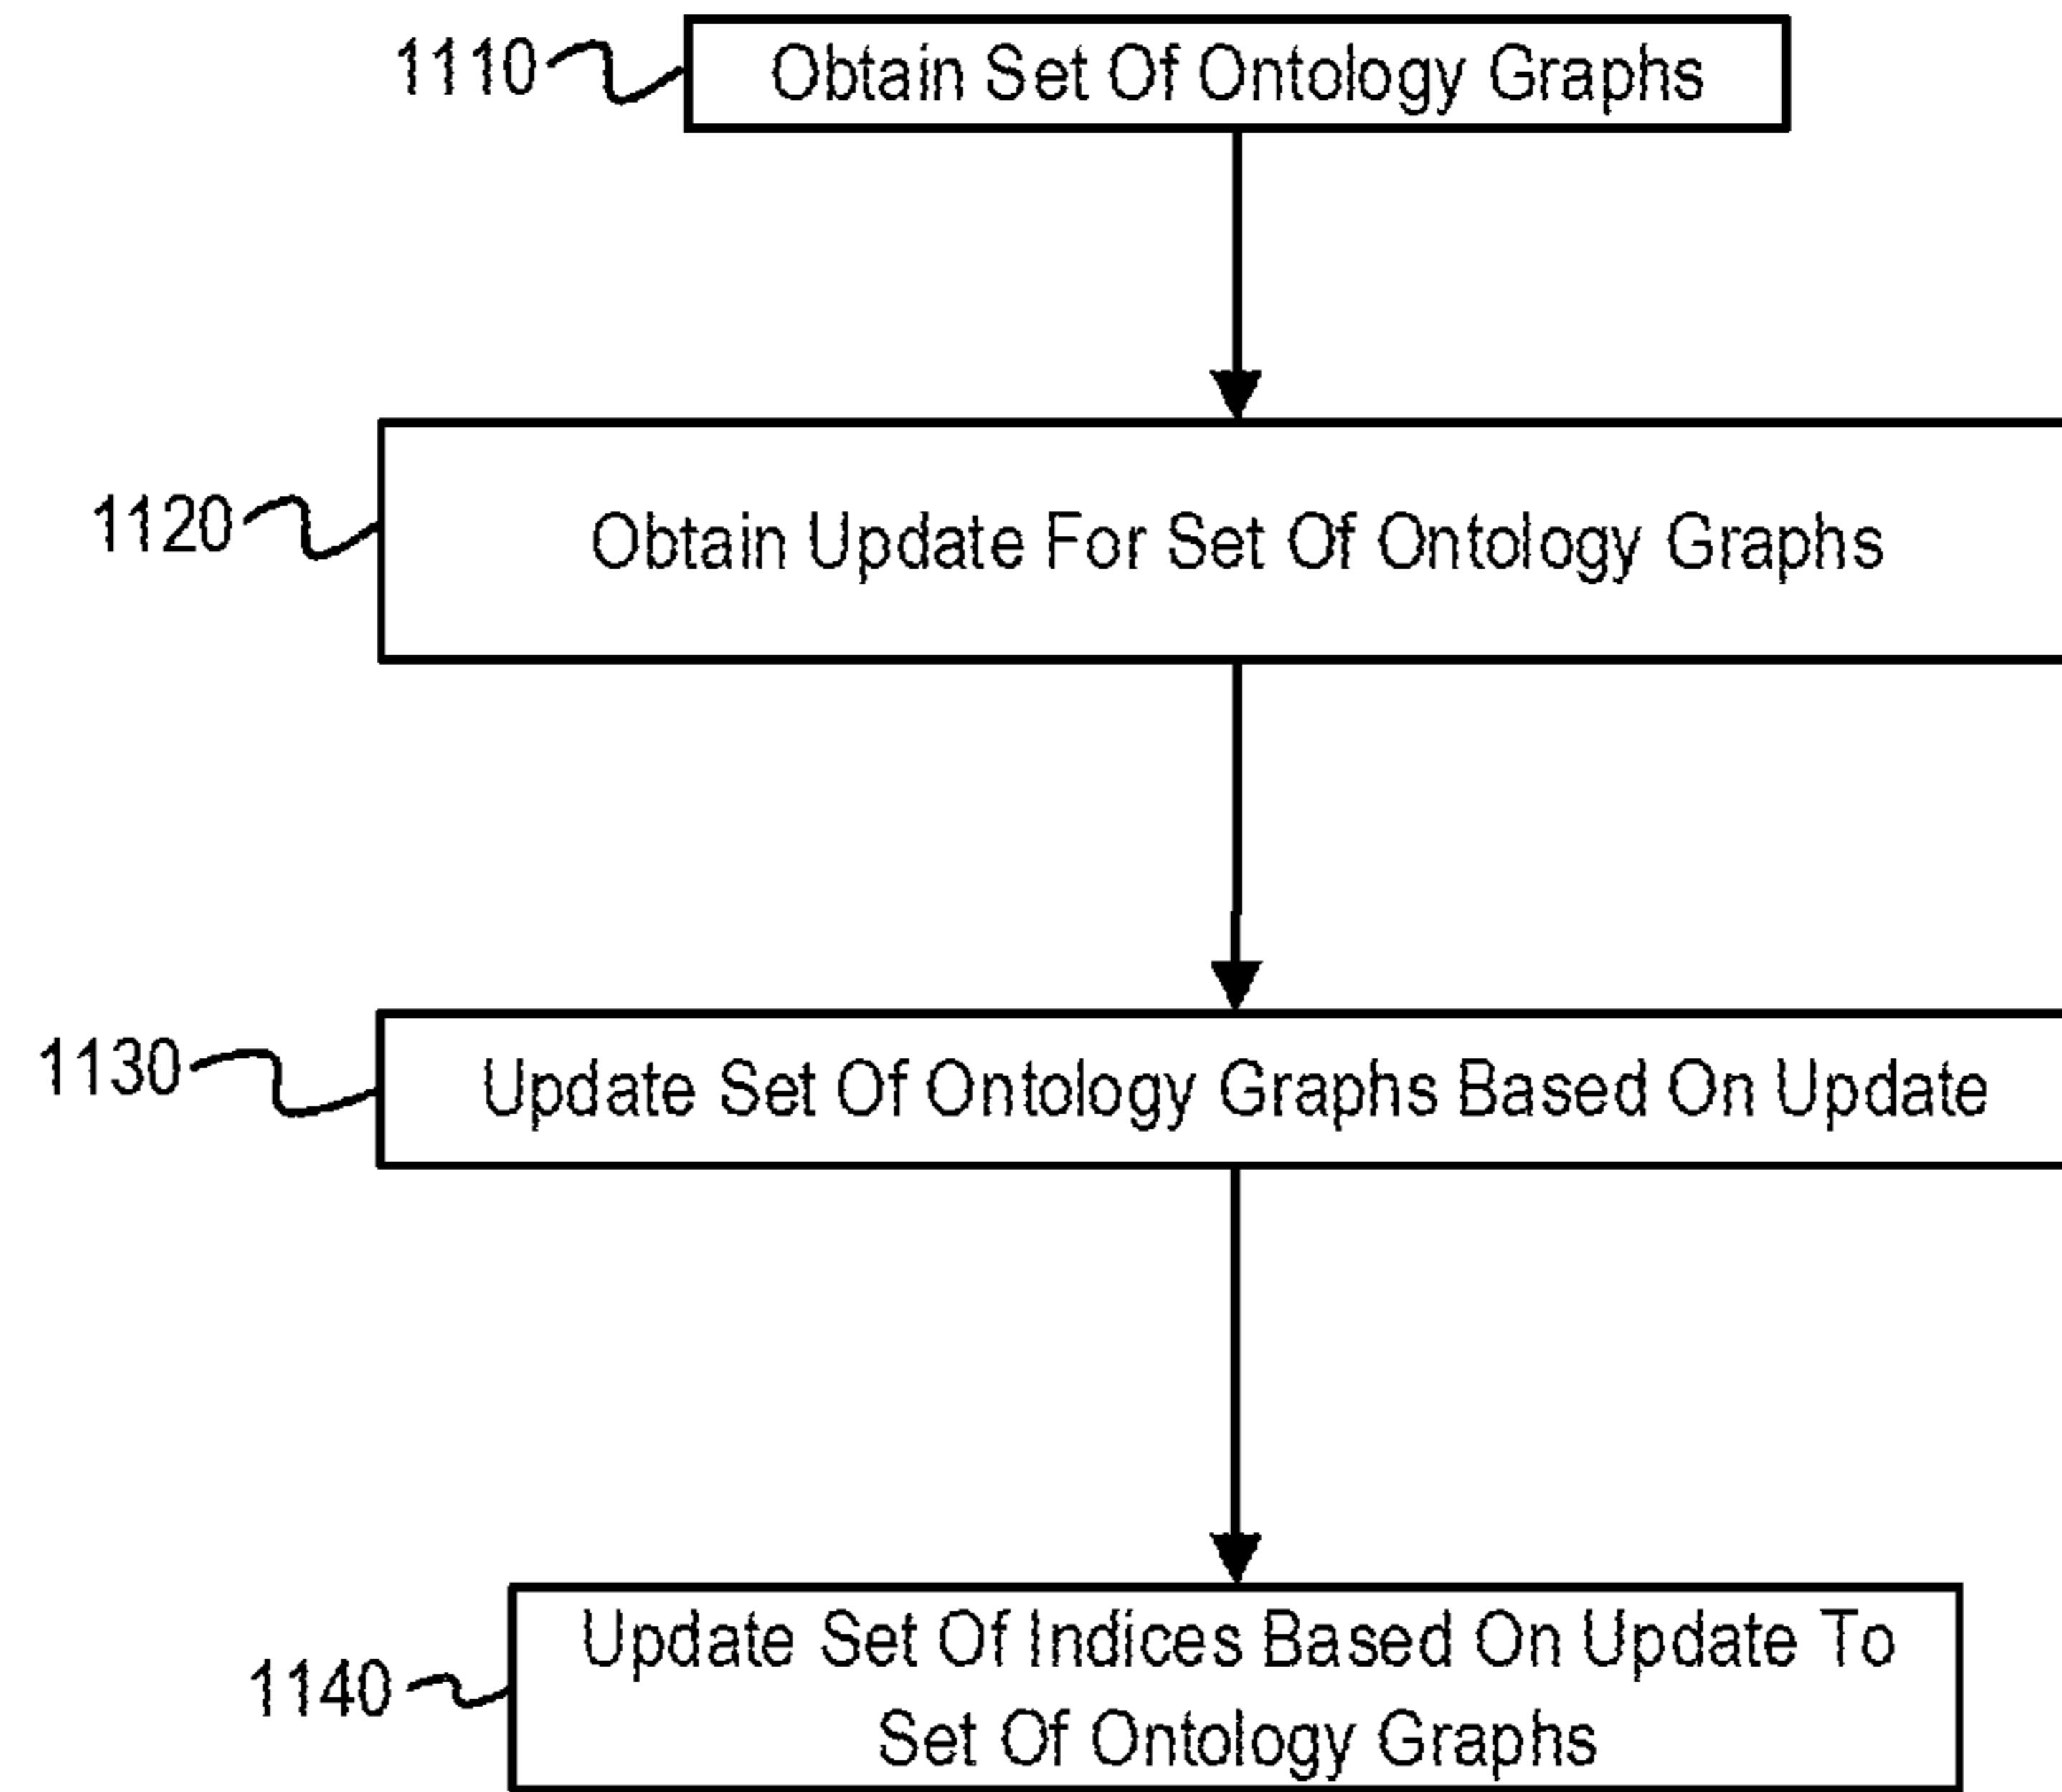 1110
Obtain Set Of Ontology Graphs
1120
Obtain Update For Set Of Ontology Graphs
1130
Update Set Of Ontology Graphs Based On Update
1140
Update Set Of Indices Based On Update To
Set Of Ontology Graphs